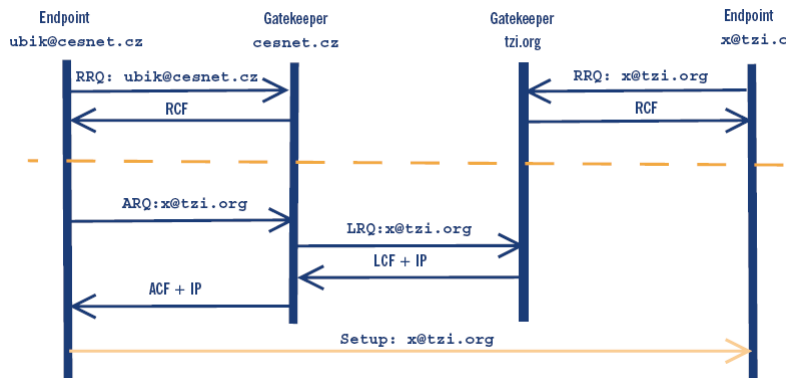 Endpoint
ubik@cesnet.cz
Gatekeeper
cesnet.cz
Gatekeeper
tzi.org
Endpoint
x@tzi.o
RRQ: ubik@cesnet.cz
RRQ: x@tzi.org
RCF
RCF
ARQ:x@tzi.org
LRQ:x@tzi.org
LCF + IP
ACF + IP
Setup: x@tzi.org